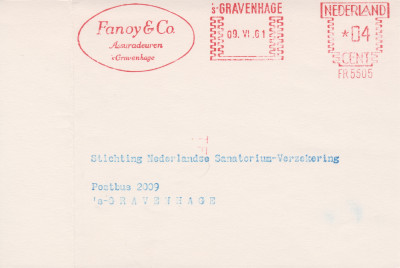 Fanoy & Co.
Assuradeuren
's-Gravenhage
's-GRAVENHAGE
09. VI. 61
NEDERLAND
*04
CENT
FR 5505
Stichting Nederlandse Sanatorium-Verzekering
Postbus 2009
's-GRAVENHAGE